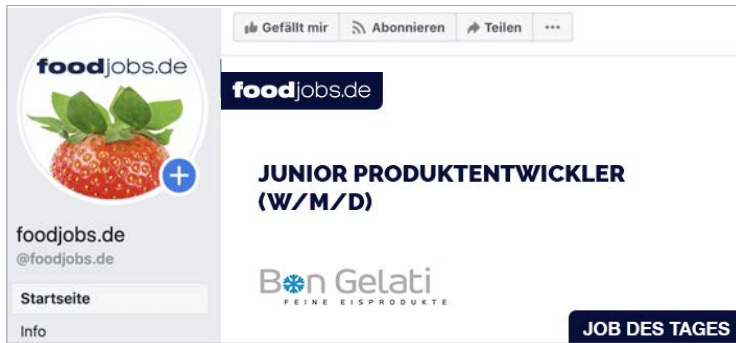 foodjobs.de
Gefällt mir
Abonnieren
Teilen
foodjobs.de
JUNIOR PRODUKTENTWICKLER
(W/M/D)
foodjobs.de
@foodjobs.de
Bon Gelati
FEINE EISPRODUKTE
Startseite
Info
JOB DES TAGES